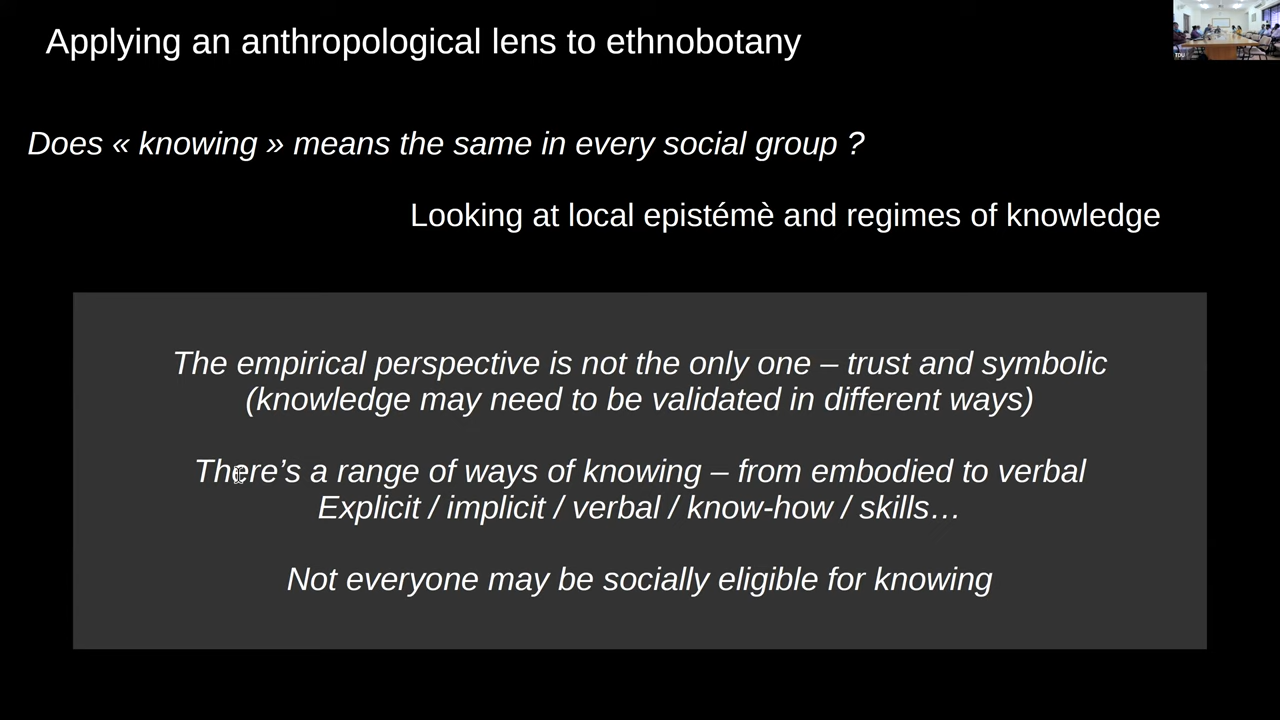 Applying an anthropological lens to ethnobotany
Does « knowing » means the same in every social group ?
Looking at local epistémè and regimes of knowledge
The empirical perspective is not the only one – trust and symbolic
(knowledge may need to be validated in different ways)
There’s a range of ways of knowing – from embodied to verbal
Explicit / implicit / verbal / know-how / skills…
Not everyone may be socially eligible for knowing
TDU